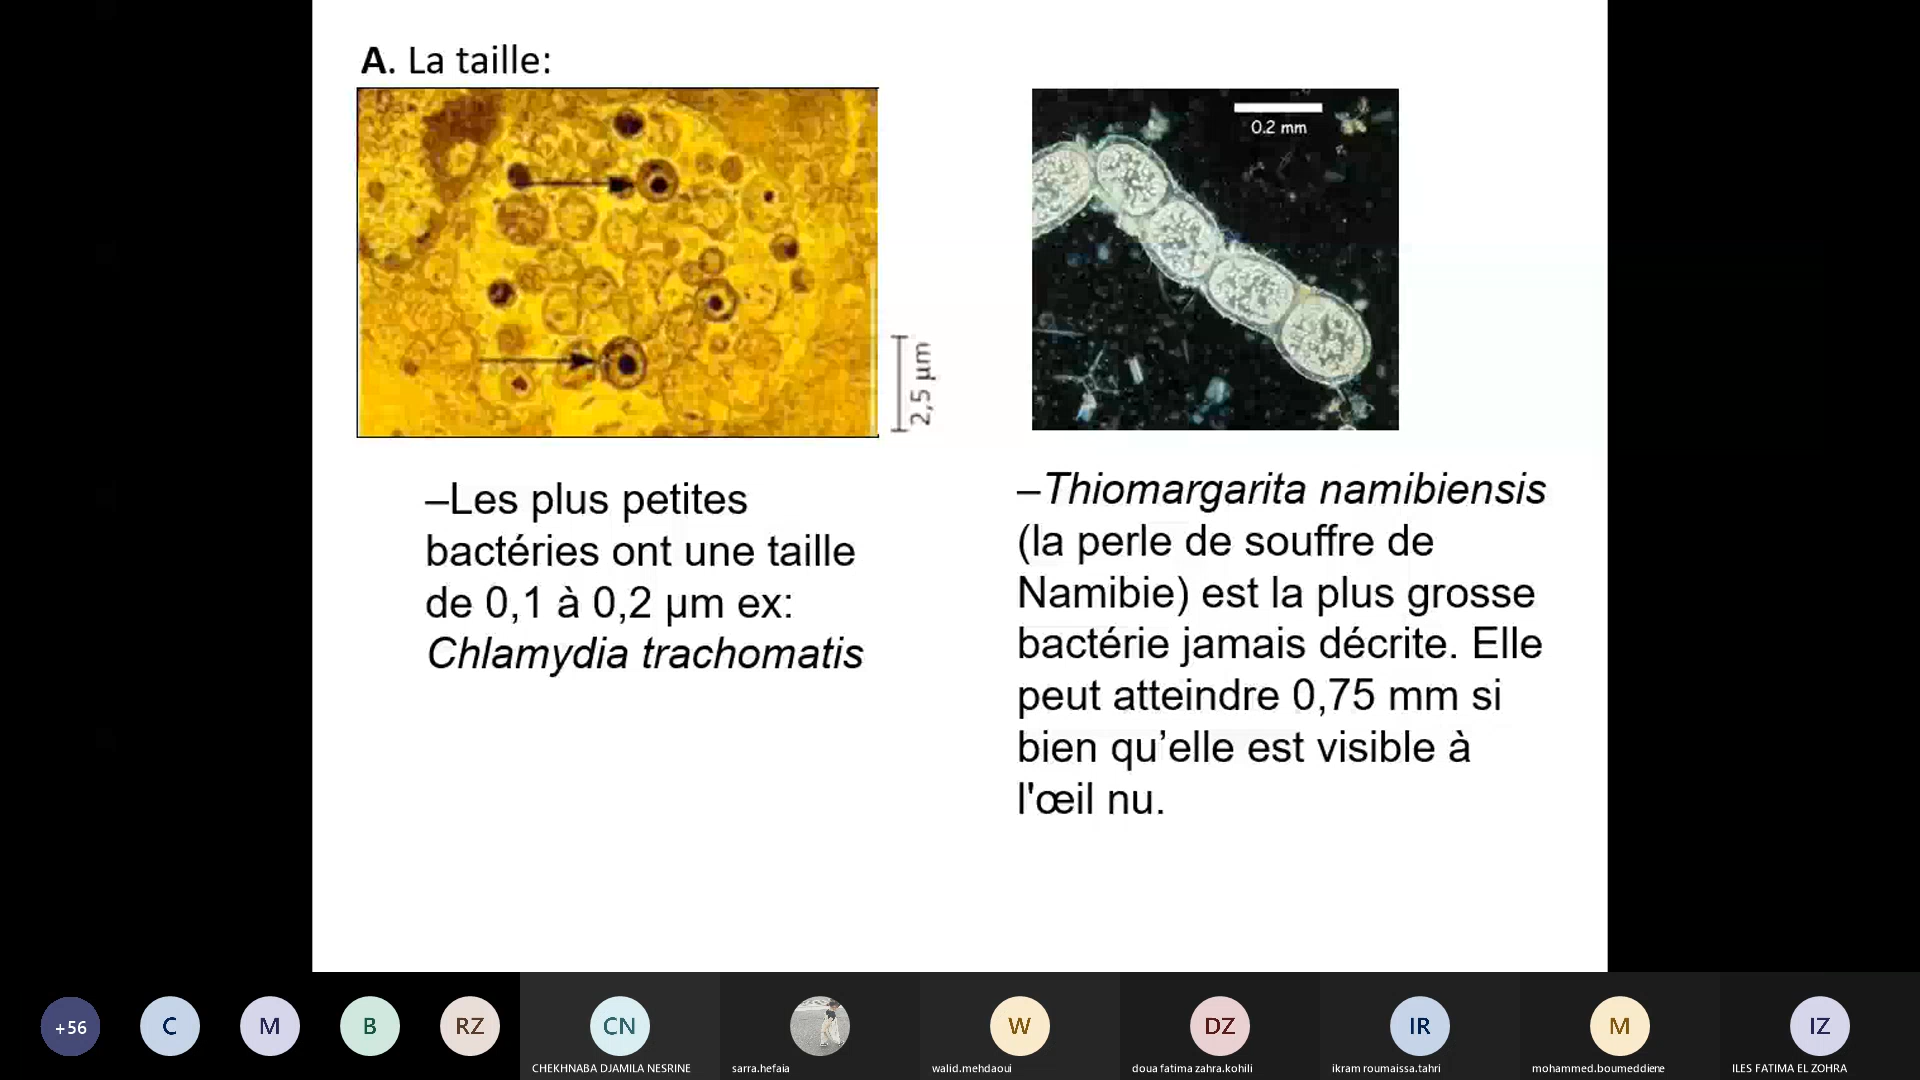 A. La taille:
0.2 mm
2,5 µm
–Les plus petites
bactéries ont une taille
de 0,1 à 0,2 µm ex:
Chlamydia trachomatis
–Thiomargarita namibiensis
(la perle de souffre de
Namibie) est la plus grosse
bactérie jamais décrite. Elle
peut atteindre 0,75 mm si
bien qu’elle est visible à
l'œil nu.
+56
C
M
B
RZ
CN
W
DZ
IR
M
IZ
CHEKHNABA DJAMILA NESRINE
sarra.hefaia
walid.mehdaoui
doua fatima zahra.kohili
ikram roumaissa.tahri
mohammed.boumeddiene
ILES FATIMA EL ZOHRA